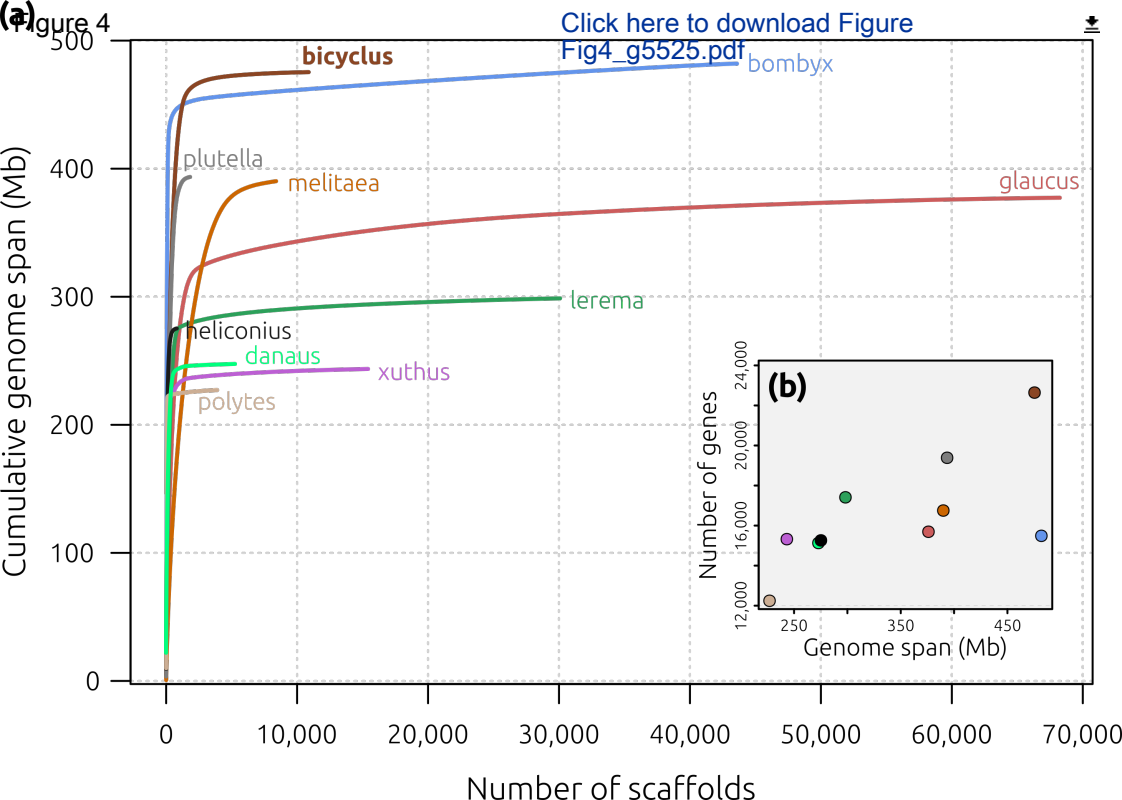 (a)
Figure 4
Click here to download Figure
Fig4_g5525.pdf
500
400
300
200
100
0
Cumulative genome span (Mb)
bicyclus
bombyx
plutella
melitaea
glaucus
lerema
heliconius
danaus
xuthus
polytes
(b)
24,000
20,000
16,000
12,000
Number of genes
250 350 450
Genome span (Mb)
0 10,000 20,000 30,000 40,000 50,000 60,000 70,000
Number of scaffolds